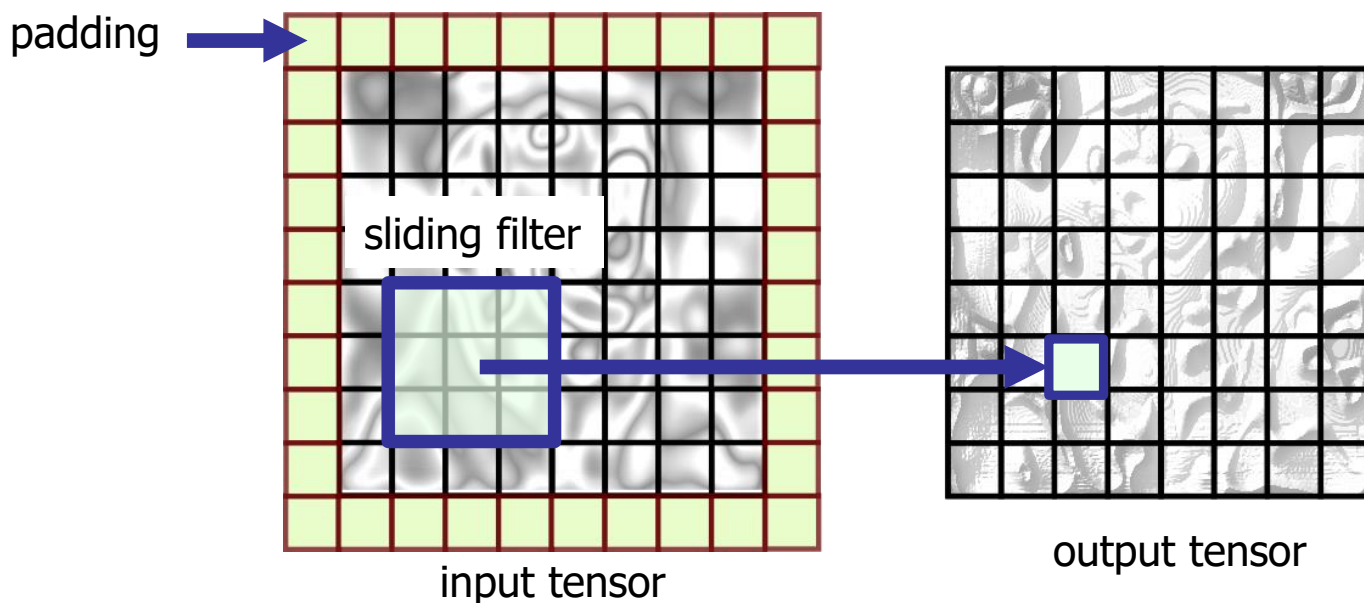 padding
sliding filter
input tensor
output tensor